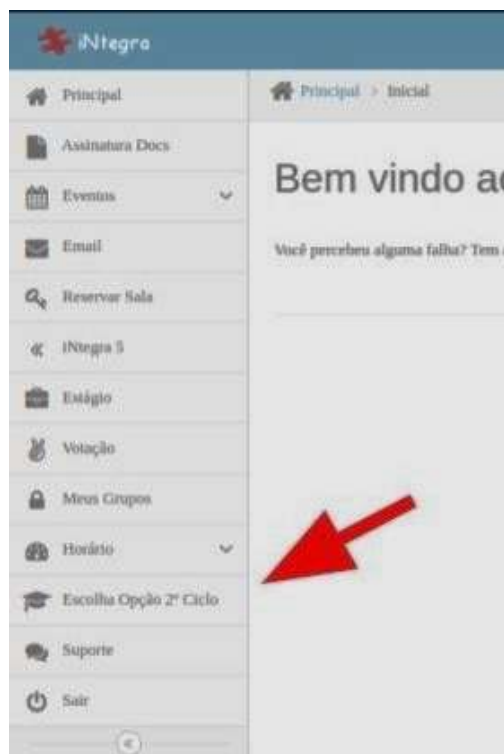 iNtegra
Principal
Principal > Inicial
Assinatura Docs
Bem vindo
Eventos
Email
Você percebeu alguma falha? Tem
Reservar Sala
iNtegra 5
Estágio
Votação
Meus Grupos
Horário
Escolha Opção 2º Ciclo
Suporte
Sair